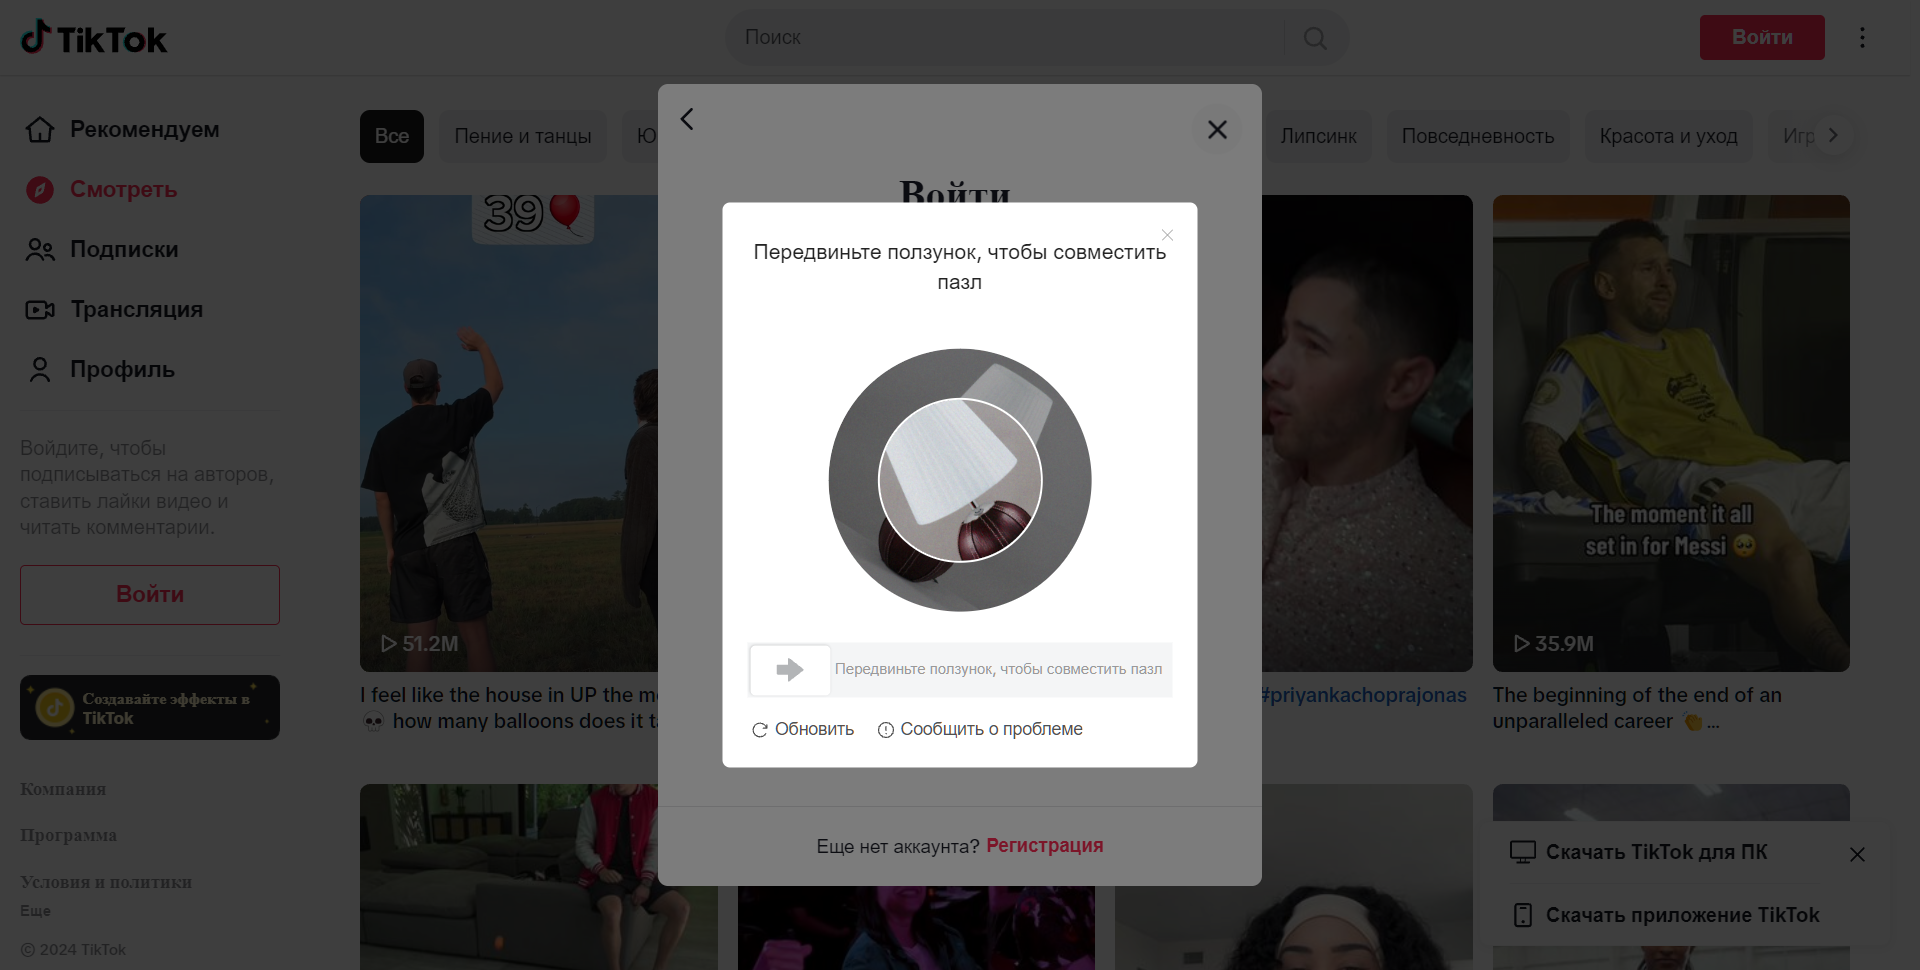 TikTok
Поиск
Войти
Рекомендуем
Смотреть
Подписки
Трансляция
Профиль
Войдите, чтобы
подписываться на авторов,
ставить лайки видео и
читать комментарии.
Войти
Создавайте эффекты в
TikTok
Компания
Программа
Условия и политики
Еще
© 2024 TikTok
Все
Пение и танцы
Ю
Липсинк
Повседневность
Красота и уход
Игр
39
51.2M
I feel like the house in UP the m
how many balloons does it ta
Войти
Передвиньте ползунок, чтобы совместить
пазл
Передвиньте ползунок, чтобы совместить пазл
Обновить
Сообщить о проблеме
Еще нет аккаунта? Регистрация
#priyankachoprajonas
The moment it all
set in for Messi
35.9M
The beginning of the end of an
unparalleled career 👏 ...
Скачать TikTok для ПК
Скачать приложение TikTok